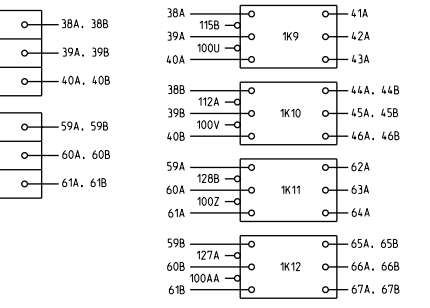 38A. 38B
39A. 39B
40A. 40B
59A. 59B
60A. 60B
61A. 61B
38A
115B
39A
100U
40A
1K9
41A
42A
43A
38B
112A
39B
100V
40B
1K10
44A. 44B
45A. 45B
46A. 46B
59A
128B
60A
100Z
61A
1K11
62A
63A
64A
59B
127A
60B
100AA
61B
1K12
65A. 65B
66A. 66B
67A. 67B